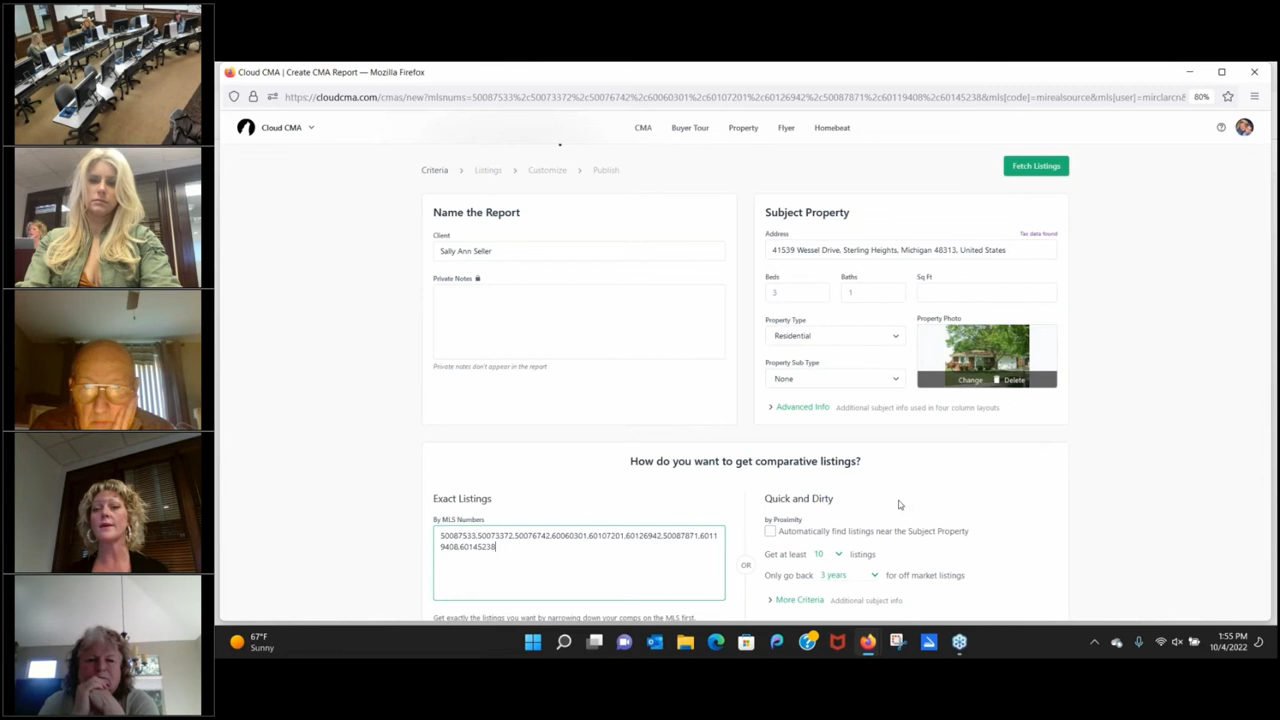 Cloud CMA | Create CMA Report — Mozilla Firefox
https://cloudcma.com/cmas/new?mlsnums=50087533%2c50073372%2c50076742%2c60060301%2c60107201%2c60126942%2c50087871%2c60119408%2c60145238&mls[code]=mirealsource&mls[user]=mirclarcn8
80%
Cloud CMA
CMA Buyer Tour Property Flyer Homebeat
Criteria > Listings > Customize > Publish
Fetch Listings
Name the Report
Client
Sally Ann Seller
Private Notes
Private notes don't appear in the report
Subject Property
Address
Tax data found
41539 Wessel Drive, Sterling Heights, Michigan 48313, United States
Beds Baths Sq Ft
3 1
Property Type
Residential
Property Photo
Change Delete
Property Sub Type
None
> Advanced Info Additional subject info used in four column layouts
How do you want to get comparative listings?
Exact Listings
By MLS Numbers
50087533,50073372,50076742,60060301,60107201,60126942,50087871,6011
9408,60145238
Get exactly the listings you want by narrowing down your comps on the MLS first.
OR
Quick and Dirty
by Proximity
Automatically find listings near the Subject Property
Get at least 10 listings
Only go back 3 years for off market listings
> More Criteria Additional subject info
67°F
Sunny
1:55 PM
10/4/2022